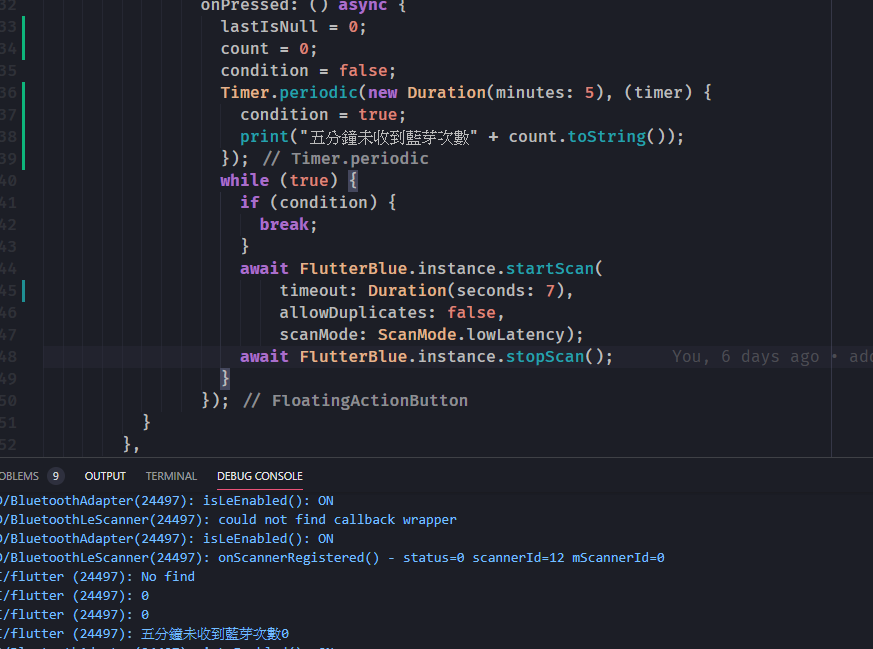 32 onPressed: () async {
33 lastIsNull = 0;
34 count = 0;
35 condition = false;
36 Timer.periodic(new Duration(minutes: 5), (timer) {
37 condition = true;
38 print("五分鐘未收到藍芽次數" + count.toString());
39 }); // Timer.periodic
40 while (true) {
41 if (condition) {
42 break;
43 }
44 await FlutterBlue.instance.startScan(
45 timeout: Duration(seconds: 7),
46 allowDuplicates: false,
47 scanMode: ScanMode.lowLatency);
48 await FlutterBlue.instance.stopScan(); You, 6 days ago • add
49 }
50 }); // FloatingActionButton
51 }
52 },
OBLEMS 9 OUTPUT TERMINAL DEBUG CONSOLE
D/BluetoothAdapter(24497): isLeEnabled(): ON
D/BluetoothLeScanner(24497): could not find callback wrapper
D/BluetoothAdapter(24497): isLeEnabled(): ON
D/BluetoothLeScanner(24497): onScannerRegistered() - status=0 scannerId=12 mScannerId=0
I/flutter (24497): No find
I/flutter (24497): 0
I/flutter (24497): 0
I/flutter (24497): 五分鐘未收到藍芽次數0